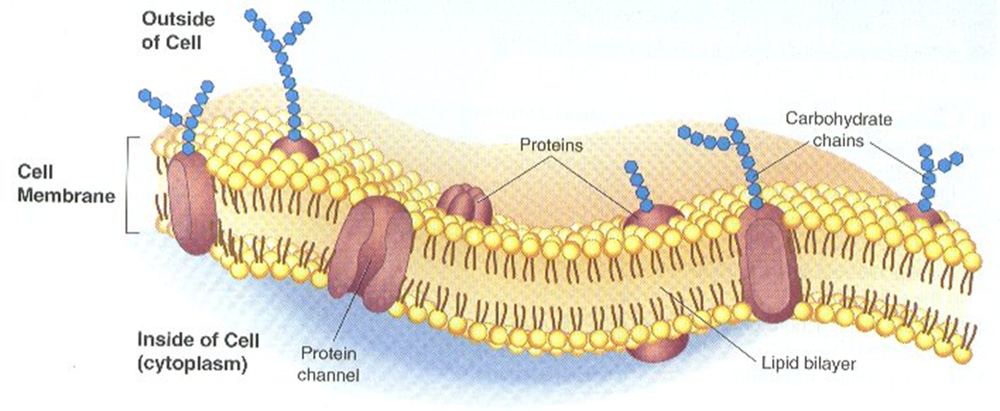 Outside
of Cell
Carbohydrate
chains
Proteins
Cell
Membrane
Inside of Cell
(cytoplasm)
Protein
channel
Lipid bilayer